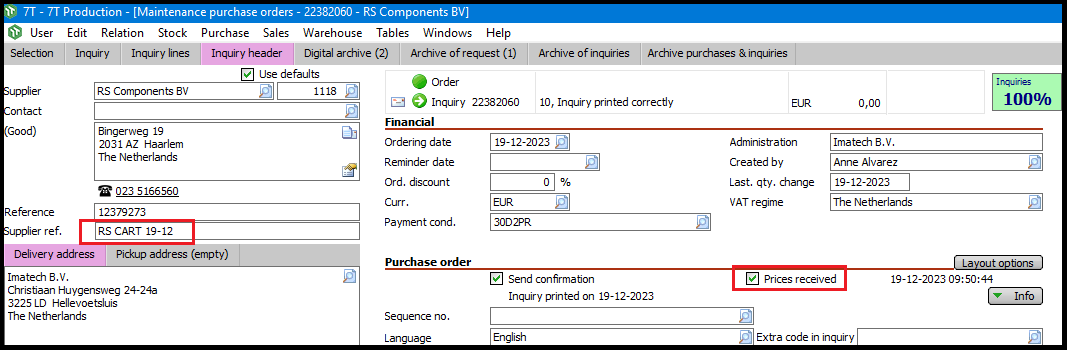 7T - 7T Production - [Maintenance purchase orders - 22382060 - RS Components BV]
User Edit Relation Stock Purchase Sales Warehouse Tables Windows Help
Selection Inquiry Inquiry lines Inquiry header Digital archive (2) Archive of request (1) Archive of inquiries Archive purchases & inquiries
Use defaults
Supplier RS Components BV 1118
Contact
(Good) Bingerweg 19
2031 AZ Haarlem
The Netherlands
023 5166560
Reference 12379273
Supplier ref. RS CART 19-12
Delivery address Pickup address (empty)
Imatech B.V.
Christiaan Huygensweg 24-24a
3225 LD Hellevoetsluis
The Netherlands
Order
Inquiry 22382060 10, Inquiry printed correctly EUR 0,00
Inquiries
100%
Financial
Ordering date 19-12-2023 Administration Imatech B.V.
Reminder date Created by Anne Alvarez
Ord. discount 0 % Last. qty. change 19-12-2023
Curr. EUR VAT regime The Netherlands
Payment cond. 30D2PR
Purchase order Layout options
Send confirmation Prices received 19-12-2023 09:50:44
Inquiry printed on 19-12-2023 Info
Sequence no.
Language English Extra code in inquiry